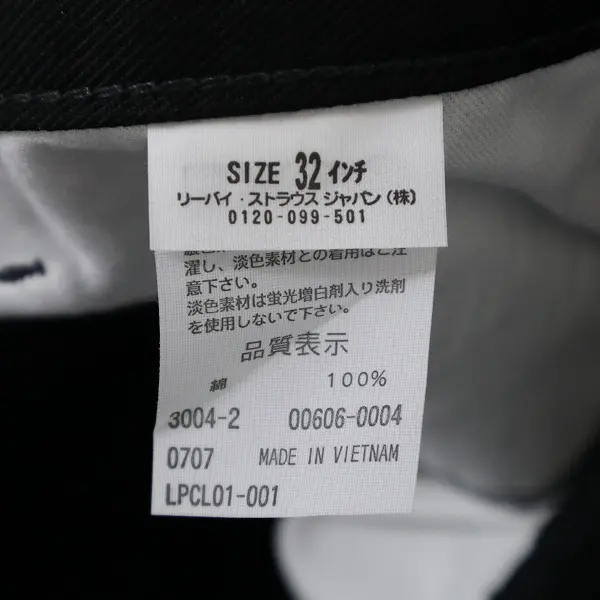 SIZE 32 インチ
リーバイ・ストラウス ジャパン(株)
0120-099-501
濯し、淡色素材との着用はご注
意下さい。
淡色素材は蛍光増白剤入り洗剤
を使用しないで下さい。
品質表示
綿 100%
3004-2 00606-0004
0707 MADE IN VIETNAM
LPCL01-001